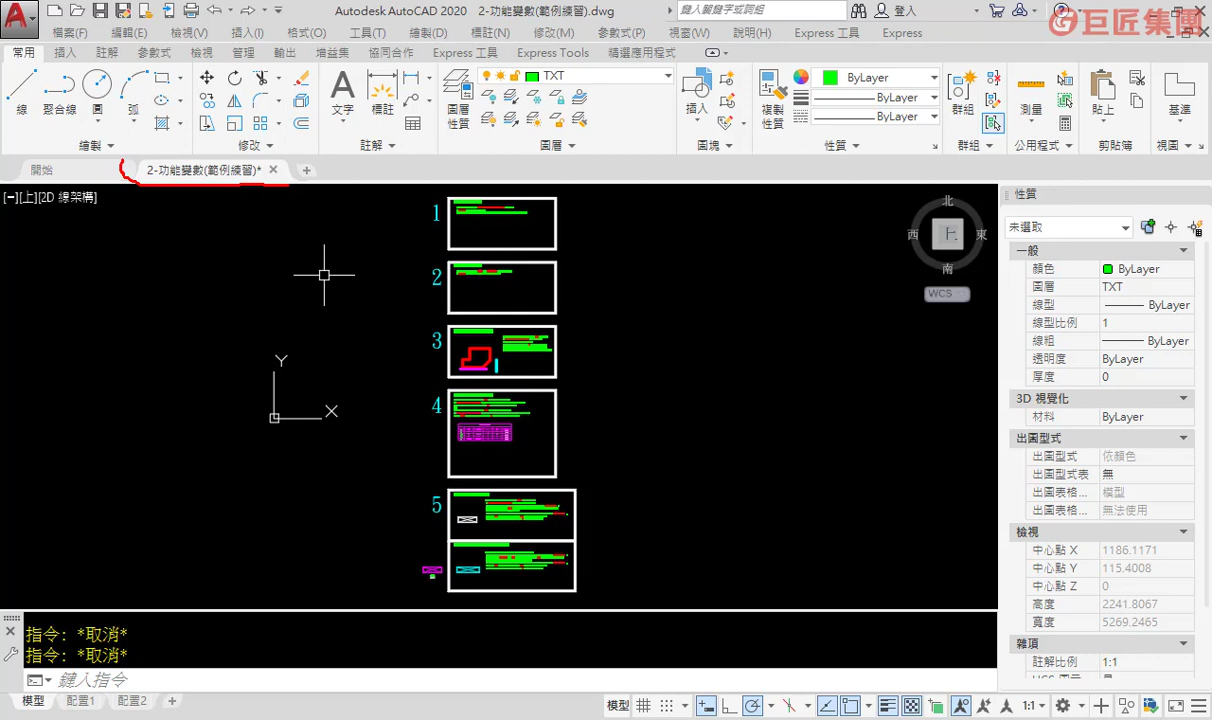 Autodesk AutoCAD 2020 2-功能變數(範例練習).dwg
鍵入關鍵字或詞組
登入
巨匠集團
檔案(F) 編輯(E) 檢視(V) 插入(I) 格式(O) 工具(T) 繪製(D) 標註(N) 修改(M) 參數式(P) 視窗(W) 說明(H) Express 工具 Express
常用 插入 註解 參數式 檢視 管理 輸出 增益集 協同合作 Express 工具 Express Tools 精選應用程式
線 聚合線 圓 弧
文字 標註
圖層性質
TXT
插入
複製性質
ByLayer
ByLayer
ByLayer
群組
測量
貼上
基準
繪製 修改 註解 圖層 圖塊 性質 群組 公用程式 剪貼簿 視圖
開始 2-功能變數(範例練習)*
[−][上][2D 線架構]
1
2
3
4
5
Y
X
北
西 上 東
南
WCS
性質
未選取
一般
顏色 ByLayer
圖層 TXT
線型 ByLayer
線型比例 1
線粗 ByLayer
透明度 ByLayer
厚度 0
3D 視覺化
材料 ByLayer
出圖型式
出圖型式 依顏色
出圖型式表 無
出圖表格... 模型
出圖表格... 無法使用
檢視
中心點 X 1186.1171
中心點 Y 115.4008
中心點 Z 0
高度 2241.8067
寬度 5269.2465
雜項
註解比例 1:1
指令: *取消*
指令: *取消*
鍵入指令
模型 配置1 配置2
模型 1:1